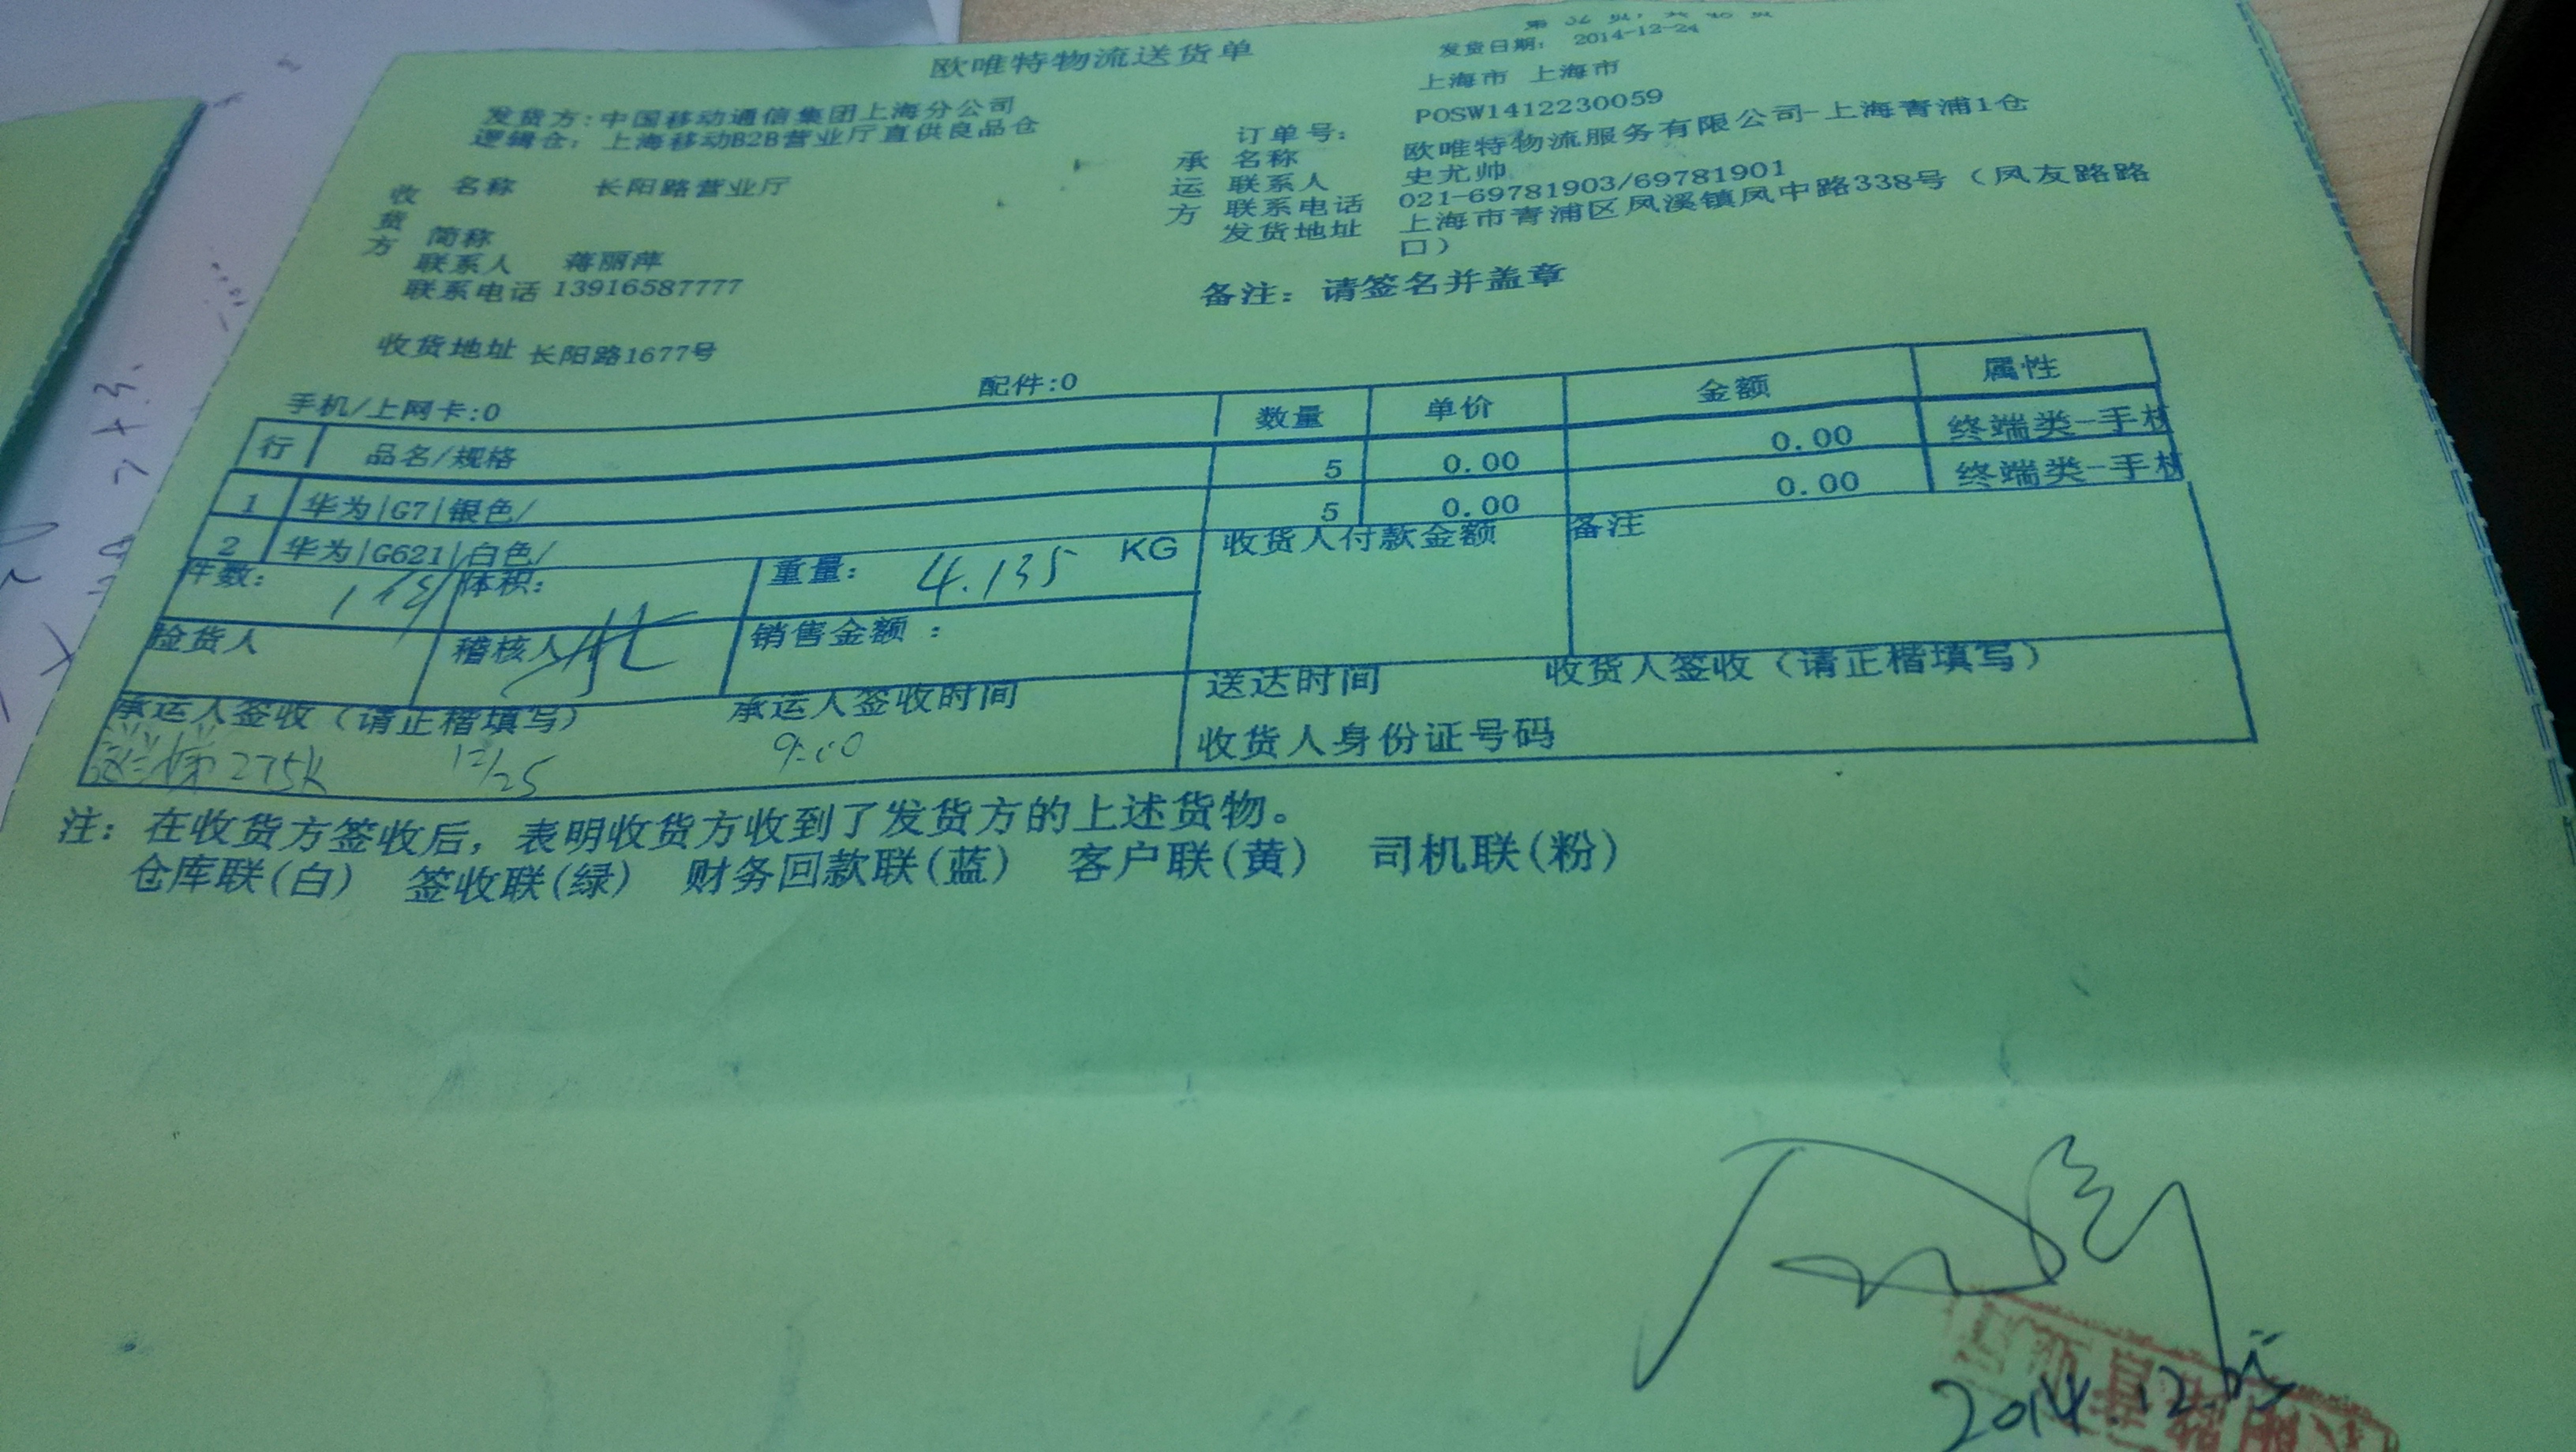 欧唯特物流送货单
发货日期： 2014-12-24
上海市 上海市
发货方：中国移动通信集团上海分公司
逻辑仓：上海移动B2B营业厅直供良品仓
订单号： POSW1412230059
收货方
名称 长阳路营业厅
简称
联系人 蒋丽萍
联系电话 13916587777
收货地址 长阳路1677号
承运方
名称 欧唯特物流服务有限公司-上海青浦1仓
联系人 史尤帅
联系电话 021-69781903/69781901
发货地址 上海市青浦区凤溪镇凤中路338号（凤友路路
口）
备注：请签名并盖章
手机/上网卡:0 配件:0
行 品名/规格 数量 单价 金额 属性
1 华为|G7|银色/ 5 0.00 0.00 终端类-手
2 华为|G621|白色/ 5 0.00 0.00 终端类-手
件数： 体积： 重量： 4.135 KG 收货人付款金额 备注
捡货人 稽核人 销售金额：
承运人签收（请正楷填写） 承运人签收时间 送达时间 收货人签收（请正楷填写）
275k 12/25 9:00 收货人身份证号码
注：在收货方签收后，表明收货方收到了发货方的上述货物。
仓库联(白) 签收联(绿) 财务回款联(蓝) 客户联(黄) 司机联(粉)
2014.12.25